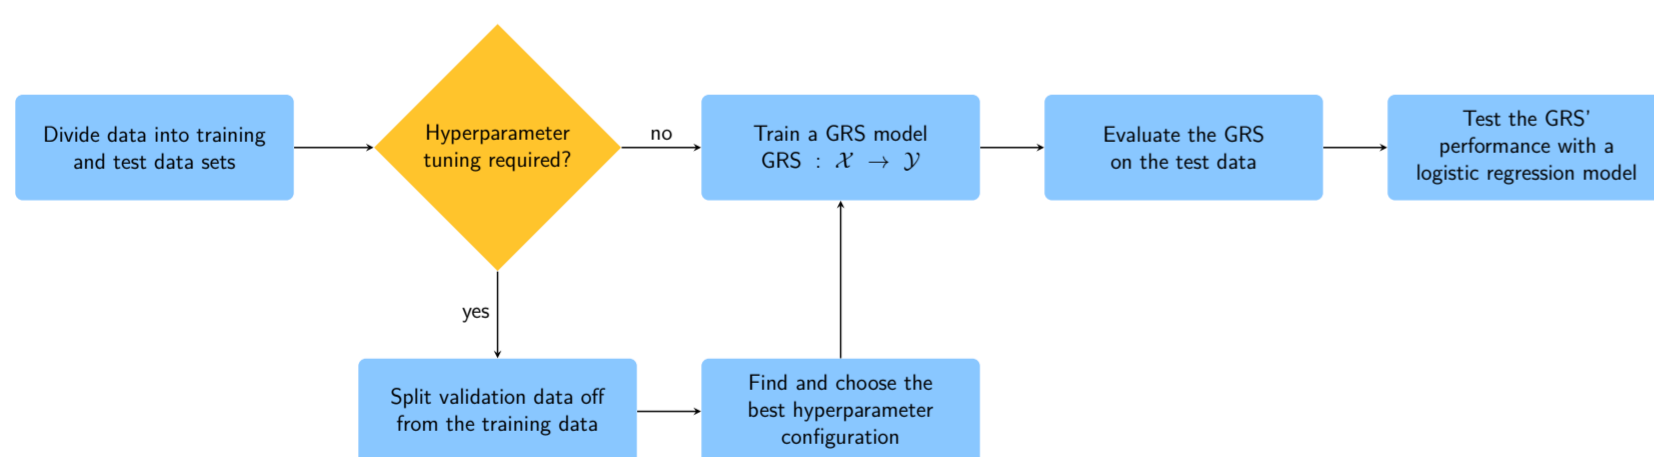 Divide data into training
and test data sets
Hyperparameter
tuning required?
no
Train a GRS model
GRS : 𝒳 → 𝒴
Evaluate the GRS
on the test data
Test the GRS'
performance with a
logistic regression model
yes
Split validation data off
from the training data
Find and choose the
best hyperparameter
configuration